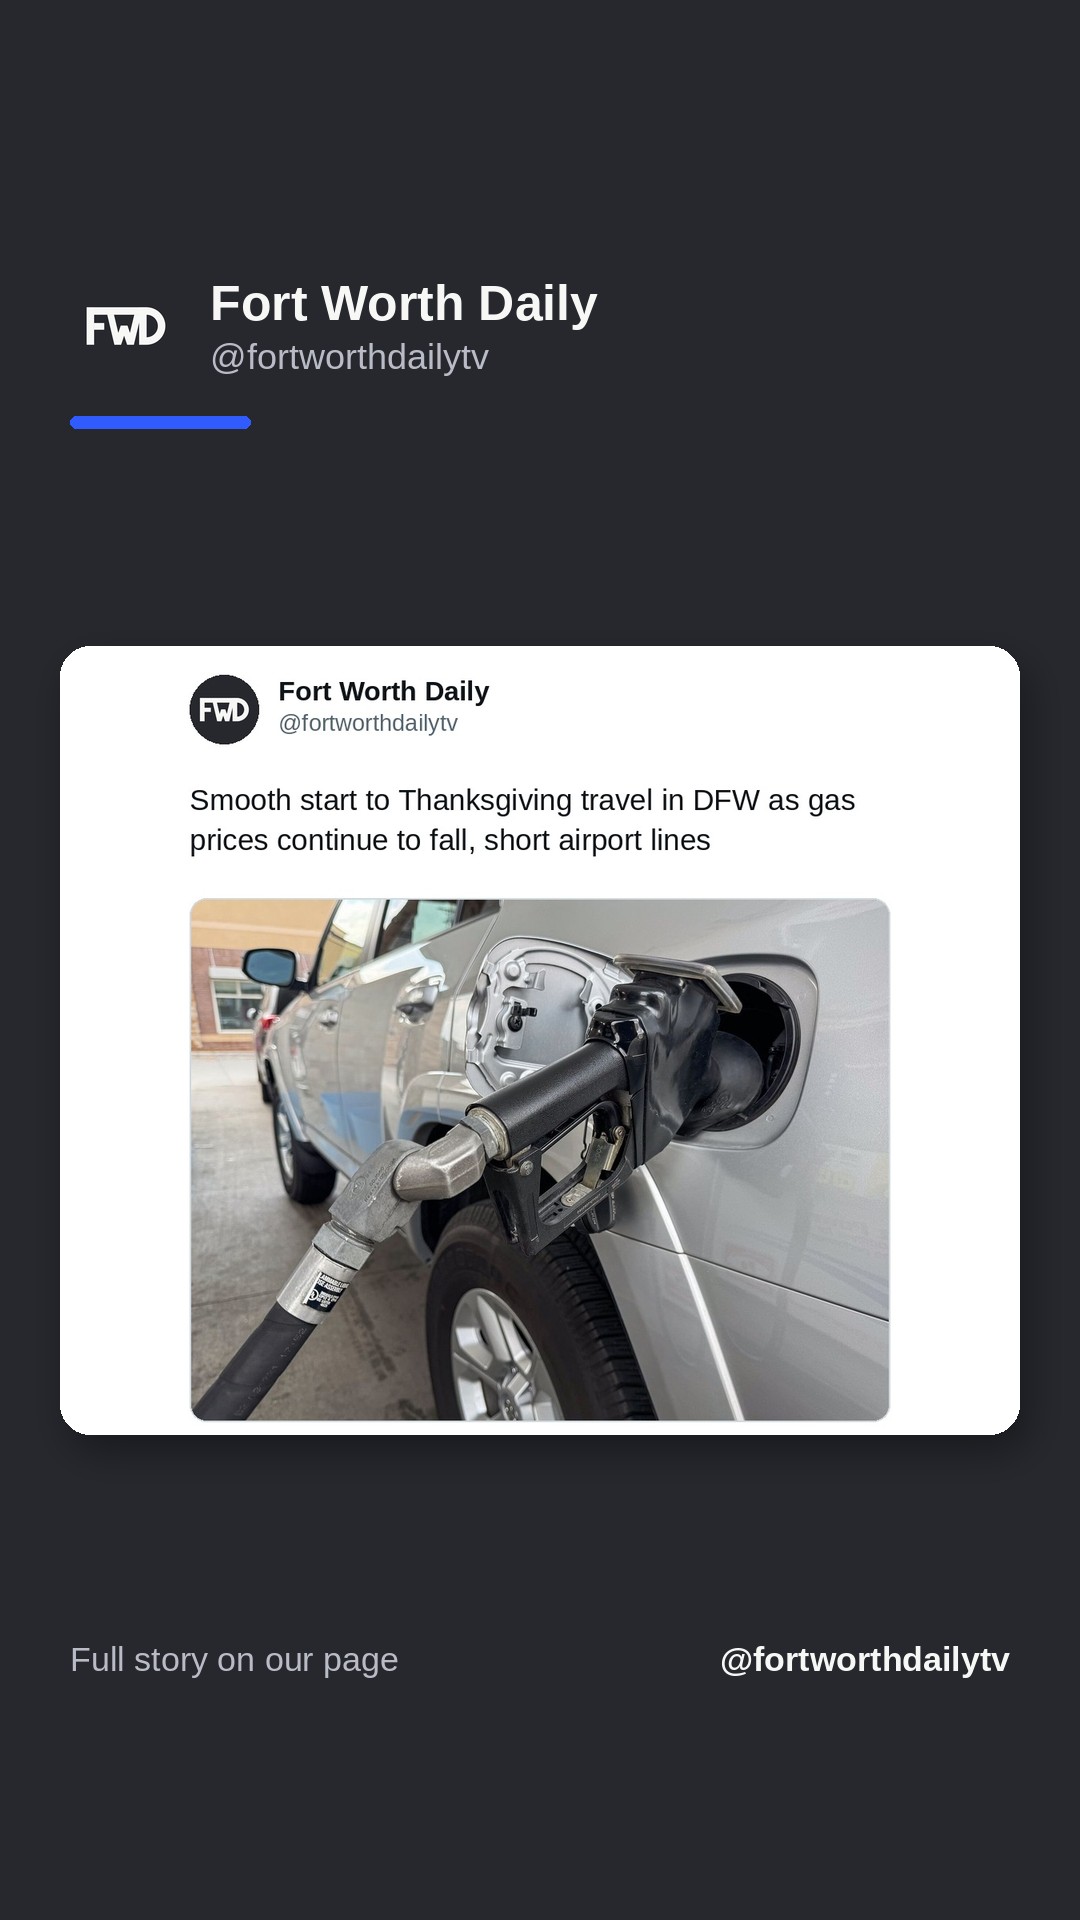 FWD
Fort Worth Daily
@fortworthdailytv
FWD
Fort Worth Daily
@fortworthdailytv
Smooth start to Thanksgiving travel in DFW as gas
prices continue to fall, short airport lines
Full story on our page
@fortworthdailytv